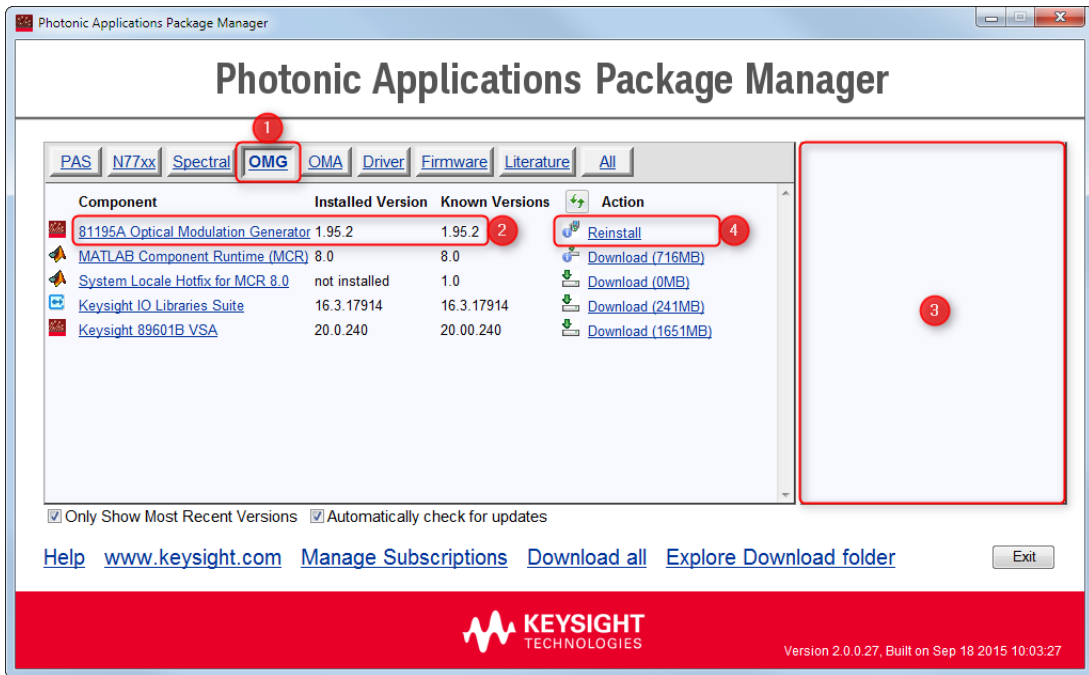 Photonic Applications Package Manager
Photonic Applications Package Manager
1
PAS N77xx Spectral OMG OMA Driver Firmware Literature All
Component Installed Version Known Versions Action
81195A Optical Modulation Generator 1.95.2 1.95.2 2 Reinstall 4
MATLAB Component Runtime (MCR) 8.0 8.0 Download (716MB)
System Locale Hotfix for MCR 8.0 not installed 1.0 Download (0MB)
Keysight IO Libraries Suite 16.3.17914 16.3.17914 Download (241MB)
3
Keysight 89601B VSA 20.0.240 20.00.240 Download (1651MB)
Only Show Most Recent Versions Automatically check for updates
Help www.keysight.com Manage Subscriptions Download all Explore Download folder Exit
KEYSIGHT
TECHNOLOGIES
Version 2.0.0.27, Built on Sep 18 2015 10:03:27